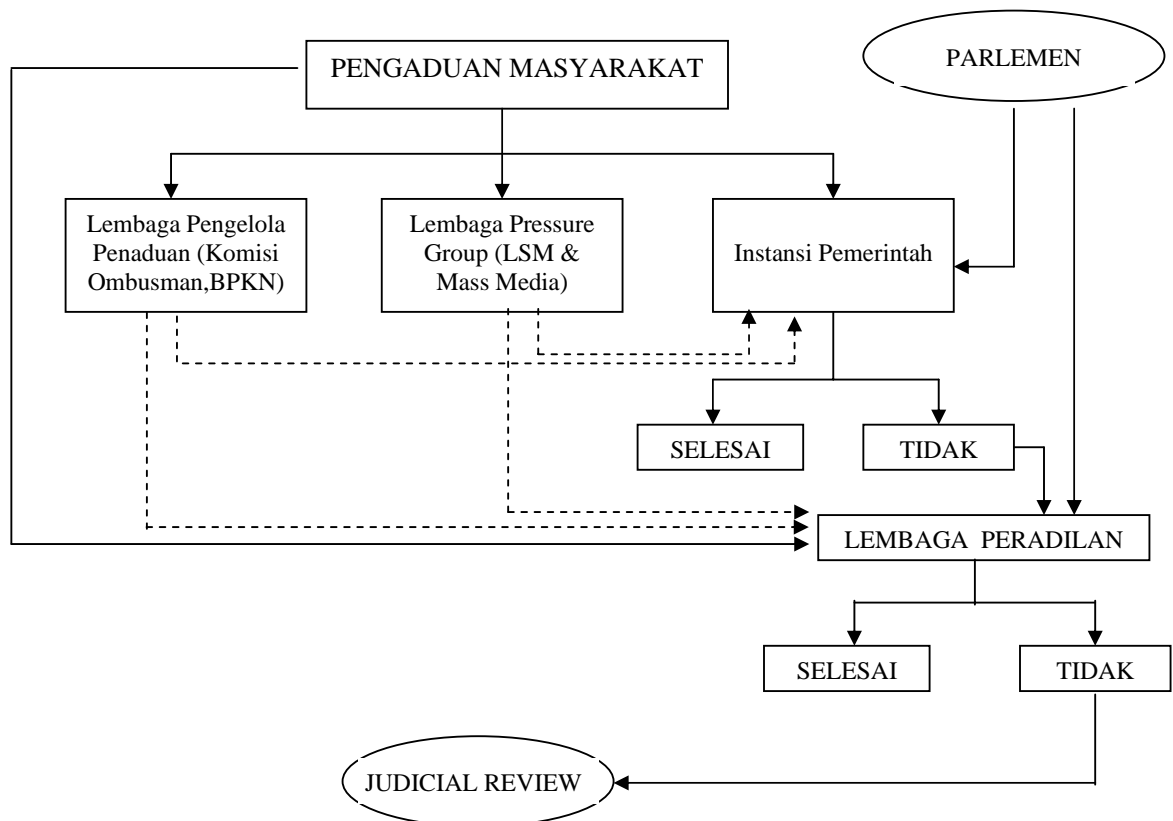 PENGADUAN MASYARAKAT
PARLEMEN
Lembaga Pengelola
Penaduan (Komisi
Ombusman,BPKN)
Lembaga Pressure
Group (LSM &
Mass Media)
Instansi Pemerintah
SELESAI
TIDAK
LEMBAGA PERADILAN
SELESAI
TIDAK
JUDICIAL REVIEW